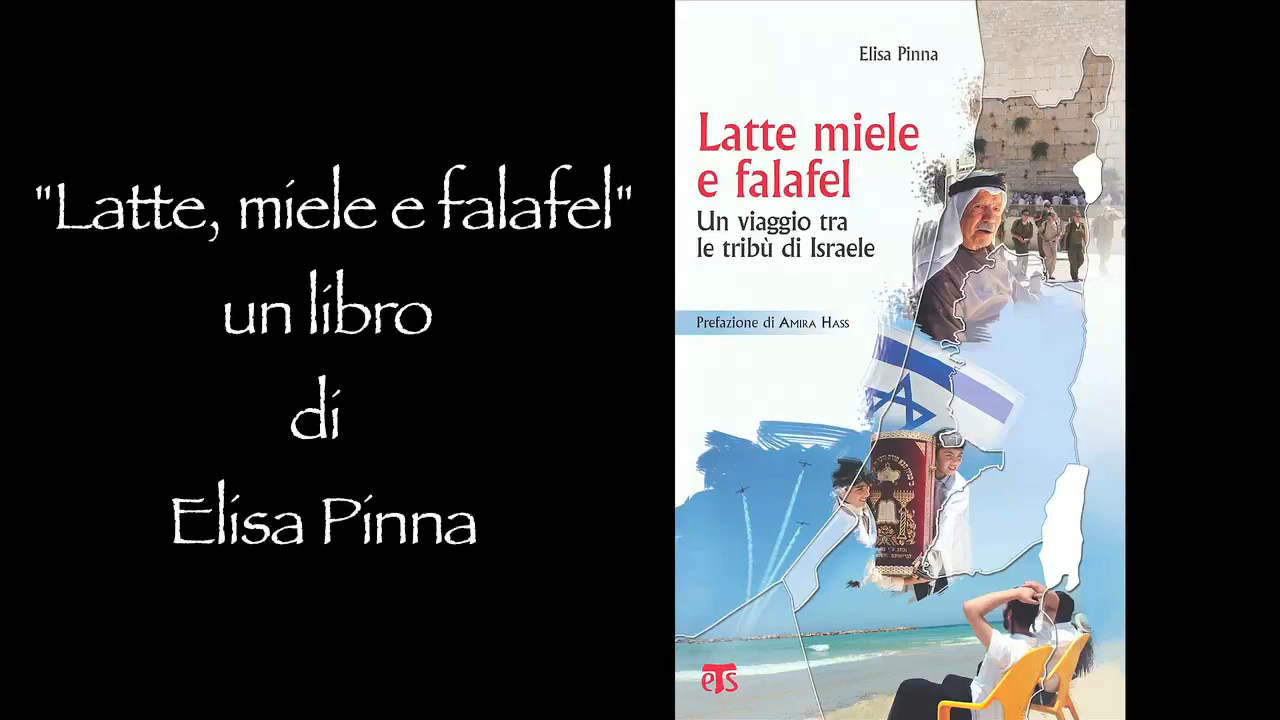 "Latte, miele e falafel"
un libro
di
Elisa Pinna
Elisa Pinna
Latte miele
e falafel
Un viaggio tra
le tribù di Israele
Prefazione di AMIRA HASS
eTs